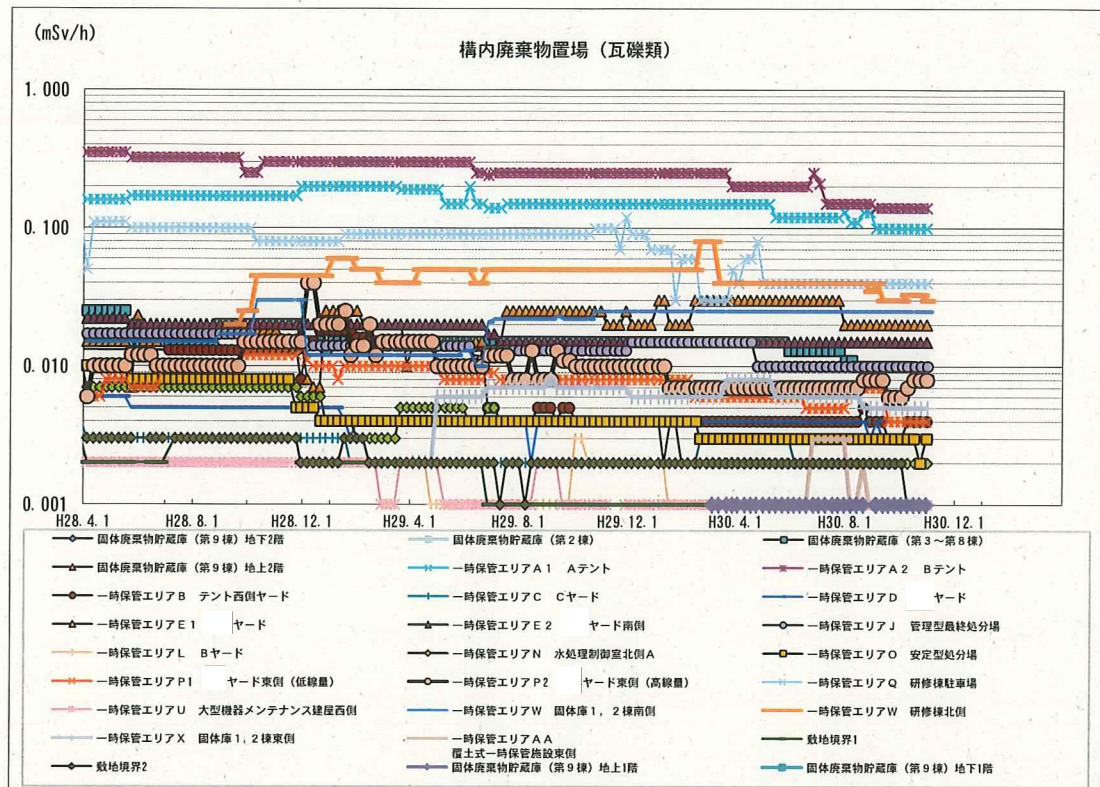 (mSv/h)
構内廃棄物置場（瓦礫類）
1.000
0.100
0.010
0.001
H28. 4. 1 H28. 8. 1 H28. 12. 1 H29. 4. 1 H29. 8. 1 H29. 12. 1 H30. 4. 1 H30. 8. 1 H30. 12. 1
固体廃棄物貯蔵庫（第９棟）地下2階 固体廃棄物貯蔵庫（第２棟） 固体廃棄物貯蔵庫（第３～第８棟）
固体廃棄物貯蔵庫（第９棟）地上2階 一時保管エリアＡ１　Ａテント 一時保管エリアＡ２　Ｂテント
一時保管エリアＢ　テント西側ヤード 一時保管エリアＣ　Ｃヤード 一時保管エリアＤ　ヤード
一時保管エリアＥ１　ヤード 一時保管エリアＥ２　ヤード南側 一時保管エリアＪ　管理型最終処分場
一時保管エリアＬ　Ｂヤード 一時保管エリアＮ　水処理制御室北側Ａ 一時保管エリアＯ　安定型処分場
一時保管エリアP1　ヤード東側（低線量） 一時保管エリアP2　ヤード東側（高線量） 一時保管エリアＱ　研修棟駐車場
一時保管エリアＵ　大型機器メンテナンス建屋西側 一時保管エリアＷ　固体庫１，２棟南側 一時保管エリアＷ　研修棟北側
一時保管エリアＸ　固体庫１，２棟東側 一時保管エリアＡＡ 敷地境界1
覆土式一時保管施設東側
敷地境界2 固体廃棄物貯蔵庫（第９棟）地上1階 固体廃棄物貯蔵庫（第９棟）地下1階